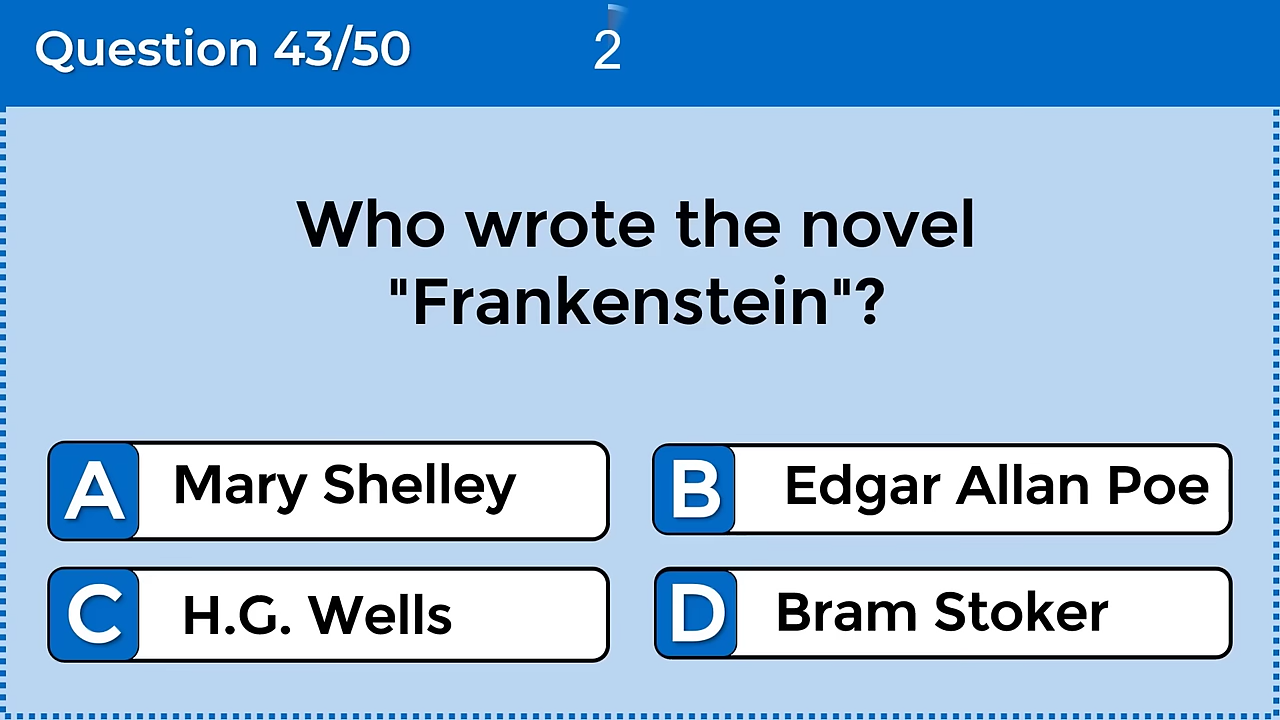 Question 43/50
2
Who wrote the novel
"Frankenstein"?
A Mary Shelley
B Edgar Allan Poe
C H.G. Wells
D Bram Stoker